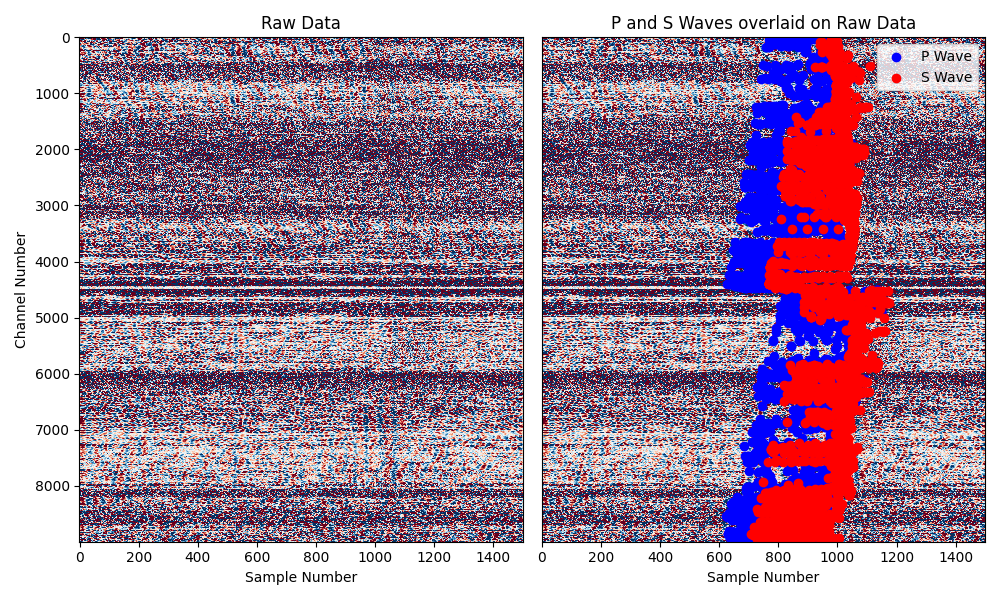 Raw Data
P and S Waves overlaid on Raw Data
Channel Number
0
1000
2000
3000
4000
5000
6000
7000
8000
P Wave
S Wave
0 200 400 600 800 1000 1200 1400
0 200 400 600 800 1000 1200 1400
Sample Number
Sample Number